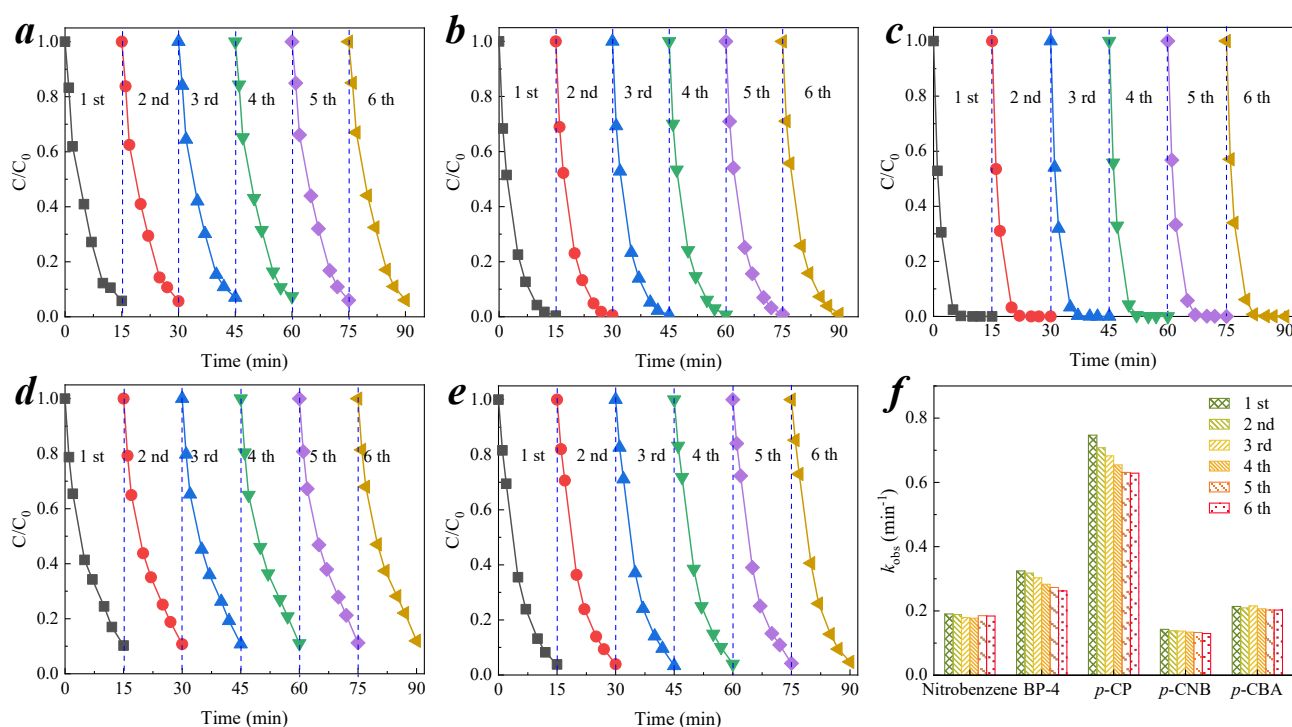 a
1.0
0.8
0.6
0.4
0.2
0.0
C/C₀
1 st 2 nd 3 rd 4 th 5 th 6 th
0 15 30 45 60 75 90
Time (min)
b
1.0
0.8
0.6
0.4
0.2
0.0
C/C₀
1 st 2 nd 3 rd 4 th 5 th 6 th
0 15 30 45 60 75 90
Time (min)
c
1.0
0.8
0.6
0.4
0.2
0.0
C/C₀
1 st 2 nd 3 rd 4 th 5 th 6 th
0 15 30 45 60 75 90
Time (min)
d
1.0
0.8
0.6
0.4
0.2
0.0
C/C₀
1 st 2 nd 3 rd 4 th 5 th 6 th
0 15 30 45 60 75 90
Time (min)
e
1.0
0.8
0.6
0.4
0.2
0.0
C/C₀
1 st 2 nd 3 rd 4 th 5 th 6 th
0 15 30 45 60 75 90
Time (min)
f
0.8
0.6
0.4
0.2
0.0
k_obs (min⁻¹)
1 st
2 nd
3 rd
4 th
5 th
6 th
Nitrobenzene BP-4 p-CP p-CNB p-CBA